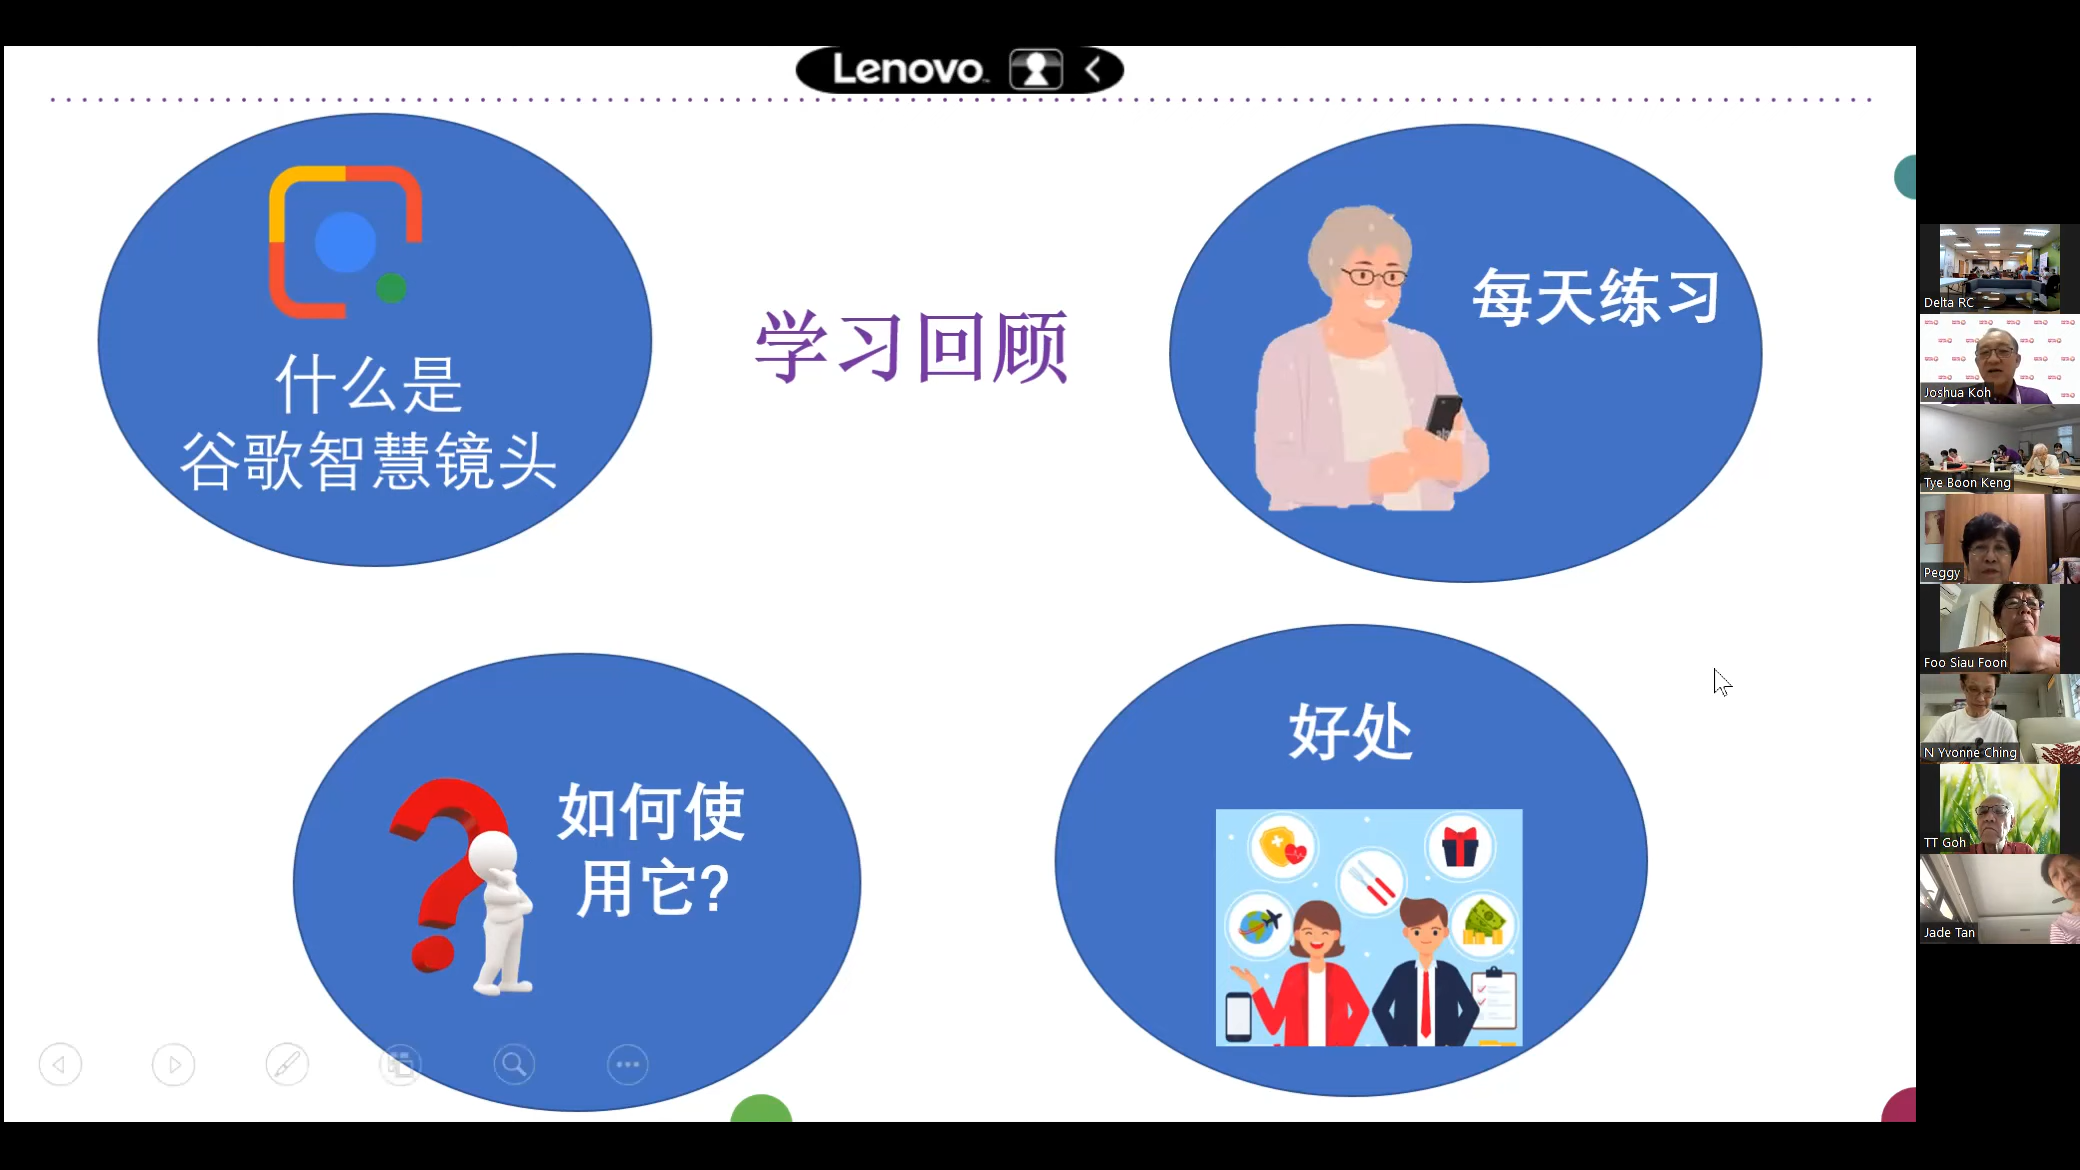 Lenovo
什么是
谷歌智慧镜头
学习回顾
每天练习
如何使
用它?
好处
Delta RC
Joshua Koh
Tye Boon Keng
Peggy
Foo Siau Foon
N Yvonne Ching
TT Goh
Jade Tan